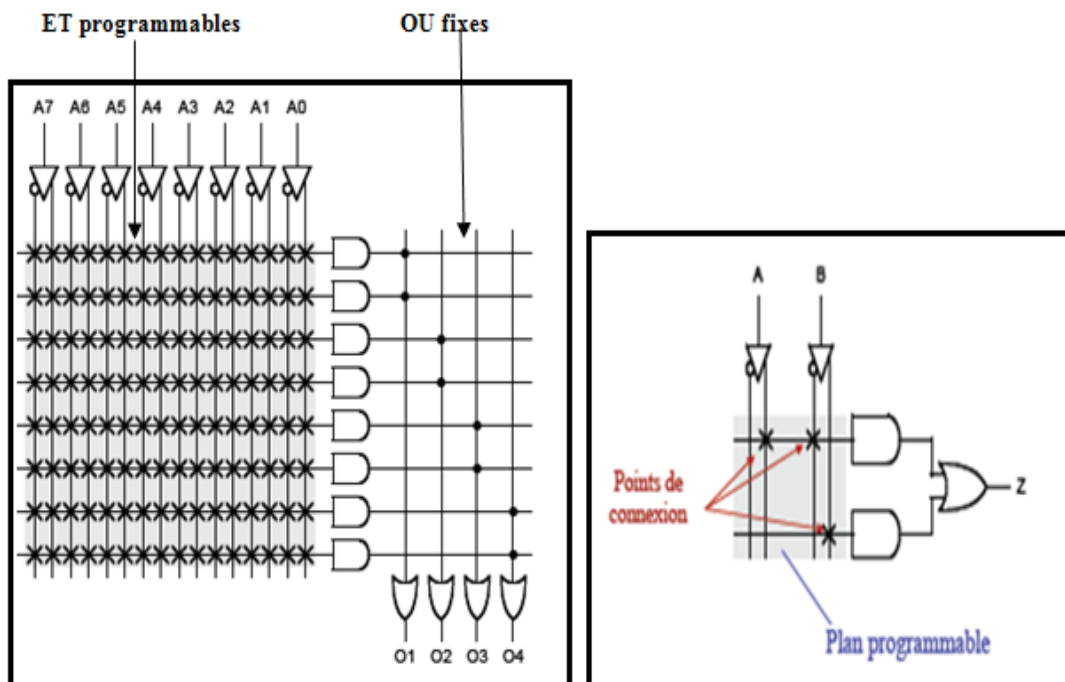 ET programmables OU fixes
A7 A6 A5 A4 A3 A2 A1 A0
O1 O2 O3 O4
A B
Points de
connexion
Z
Plan programmable